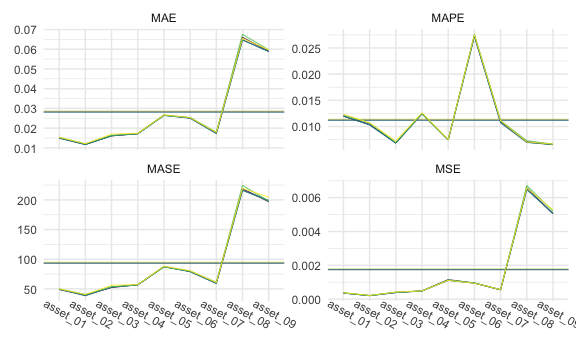 MAE
0.07
0.06
0.05
0.04
0.03
0.02
0.01
MAPE
0.025
0.020
0.015
0.010
MASE
200
150
100
50
asset_01
asset_02
asset_03
asset_04
asset_05
asset_06
asset_07
asset_08
asset_09
MSE
0.006
0.004
0.002
0.000
asset_01
asset_02
asset_03
asset_04
asset_05
asset_06
asset_07
asset_08
asset_09